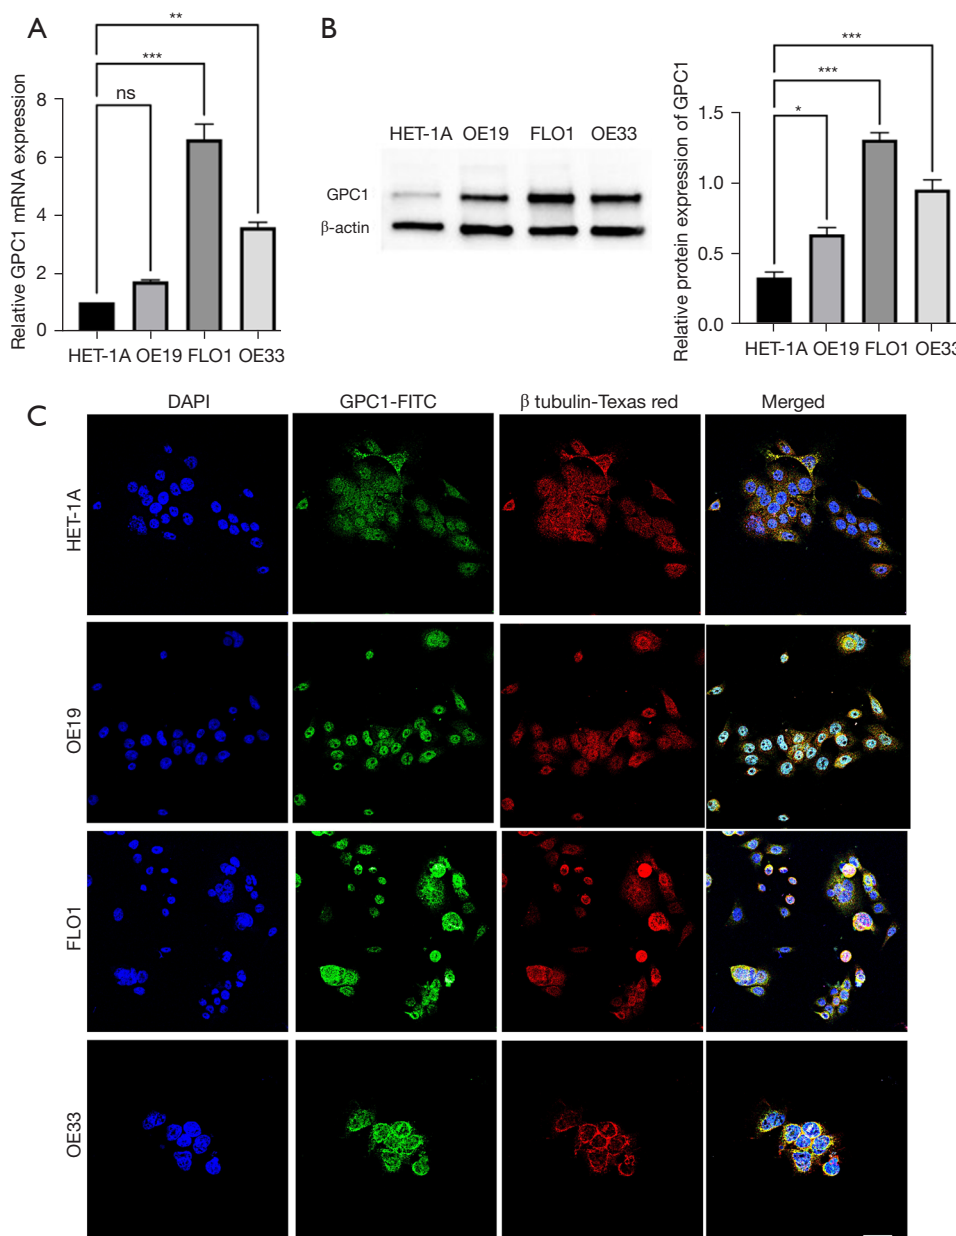 A
Relative GPC1 mRNA expression
8
6
4
2
0
ns
***
**
HET-1A OE19 FLO1 OE33
B
HET-1A OE19 FLO1 OE33
GPC1
β-actin
Relative protein expression of GPC1
1.5
1.0
0.5
0.0
*
***
***
HET-1A OE19 FLO1 OE33
C
DAPI GPC1-FITC β tubulin-Texas red Merged
HET-1A
OE19
FLO1
OE33